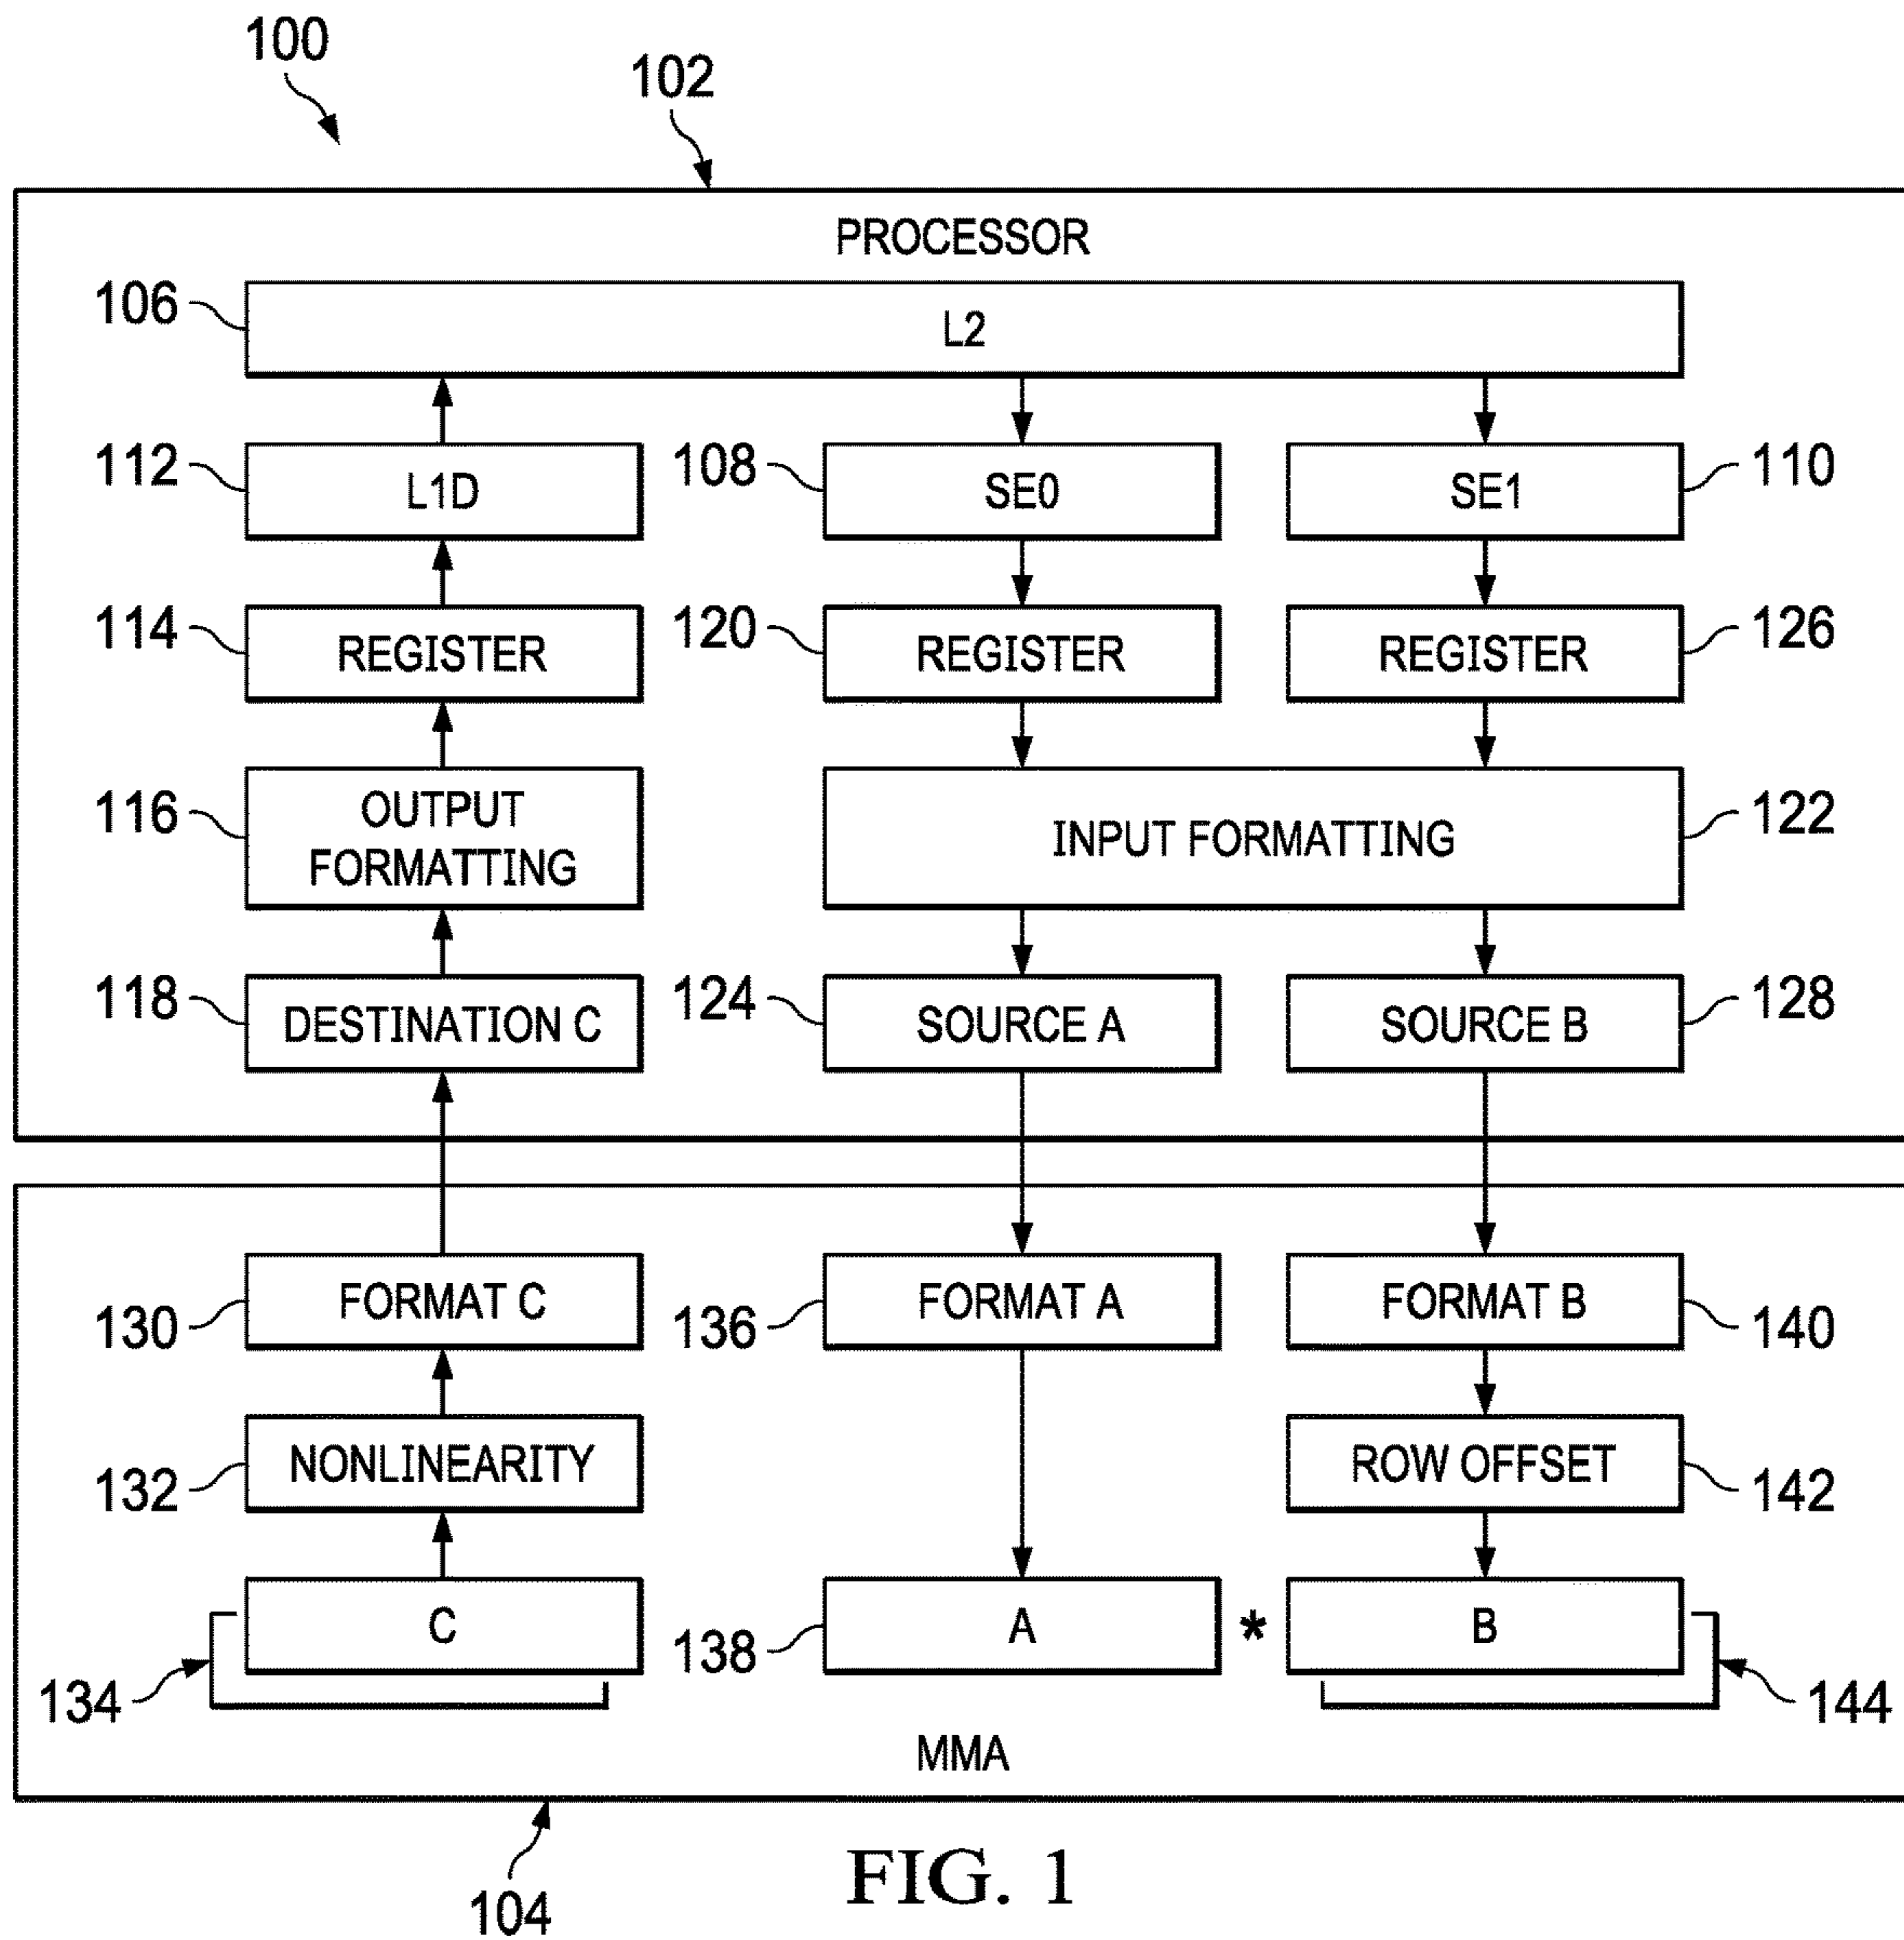 100
102
PROCESSOR
106
L2
112
L1D
108
SE0
SE1
110
114
REGISTER
120
REGISTER
REGISTER
126
116
OUTPUT
FORMATTING
INPUT FORMATTING
122
118
DESTINATION C
124
SOURCE A
SOURCE B
128
130
FORMAT C
136
FORMAT A
FORMAT B
140
132
NONLINEARITY
ROW OFFSET
142
134
C
138
A
*
B
144
MMA
104
FIG. 1